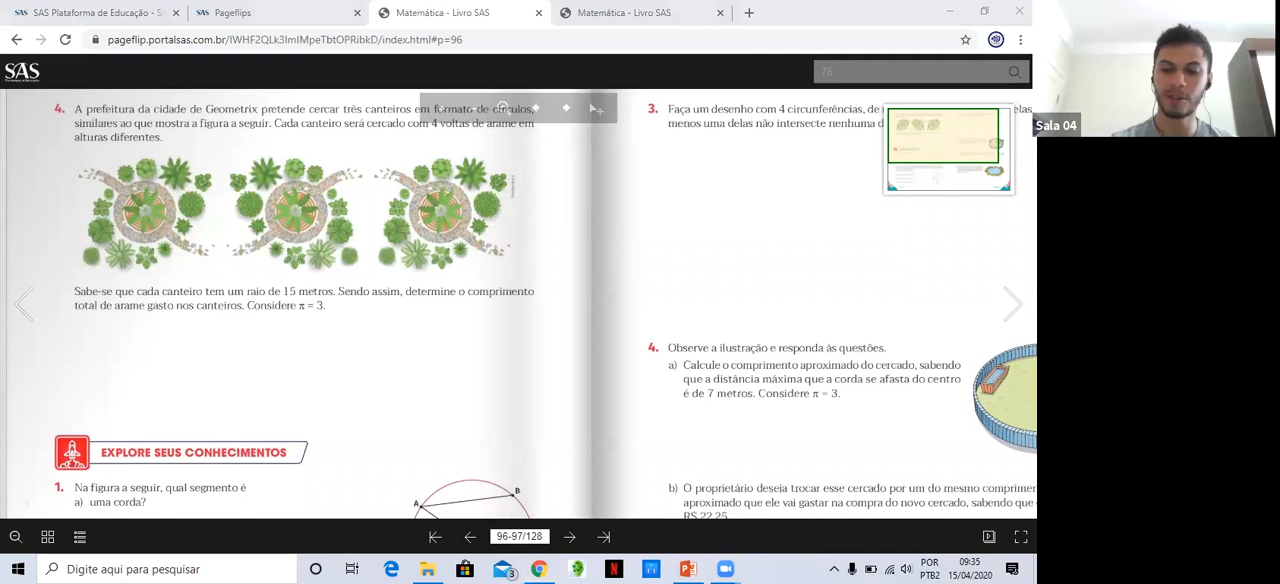 SAS Plataforma de Educação - S
Pageflips
Matemática - Livro SAS
Matemática - Livro SAS
pageflip.portalsas.com.br/IWHF2QLk3ImIMpeTbtOPRibkD/index.html#p=96
SAS
76
4. A prefeitura da cidade de Geometrix pretende cercar três canteiros em formato de círculos,
similares ao que mostra a figura a seguir. Cada canteiro será cercado com 4 voltas de arame em
alturas diferentes.
Sabe-se que cada canteiro tem um raio de 15 metros. Sendo assim, determine o comprimento
total de arame gasto nos canteiros. Considere π = 3.
EXPLORE SEUS CONHECIMENTOS
1. Na figura a seguir, qual segmento é
a) uma corda?
A
B
3. Faça um desenho com 4 circunferências, de elas
menos uma delas não intersecte nenhuma d
4. Observe a ilustração e responda às questões.
a) Calcule o comprimento aproximado do cercado, sabendo
que a distância máxima que a corda se afasta do centro
é de 7 metros. Considere π = 3.
b) O proprietário deseja trocar esse cercado por um do mesmo comprimen
aproximado que ele vai gastar na compra do novo cercado, sabendo que
R$ 22,25
Sala 04
96-97/128
Digite aqui para pesquisar
3
POR
PTB2
09:35
15/04/2020